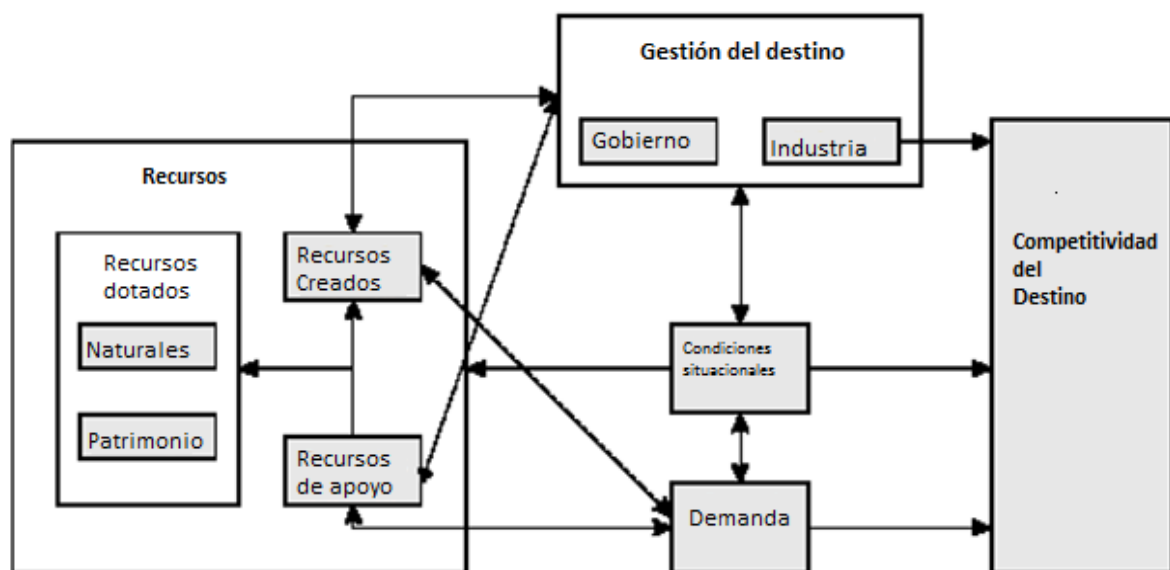 Gestión del destino
Gobierno
Industria
Recursos
Recursos
dotados
Naturales
Patrimonio
Recursos
Creados
Recursos
de apoyo
Condiciones
situacionales
Demanda
Competitividad
del
Destino